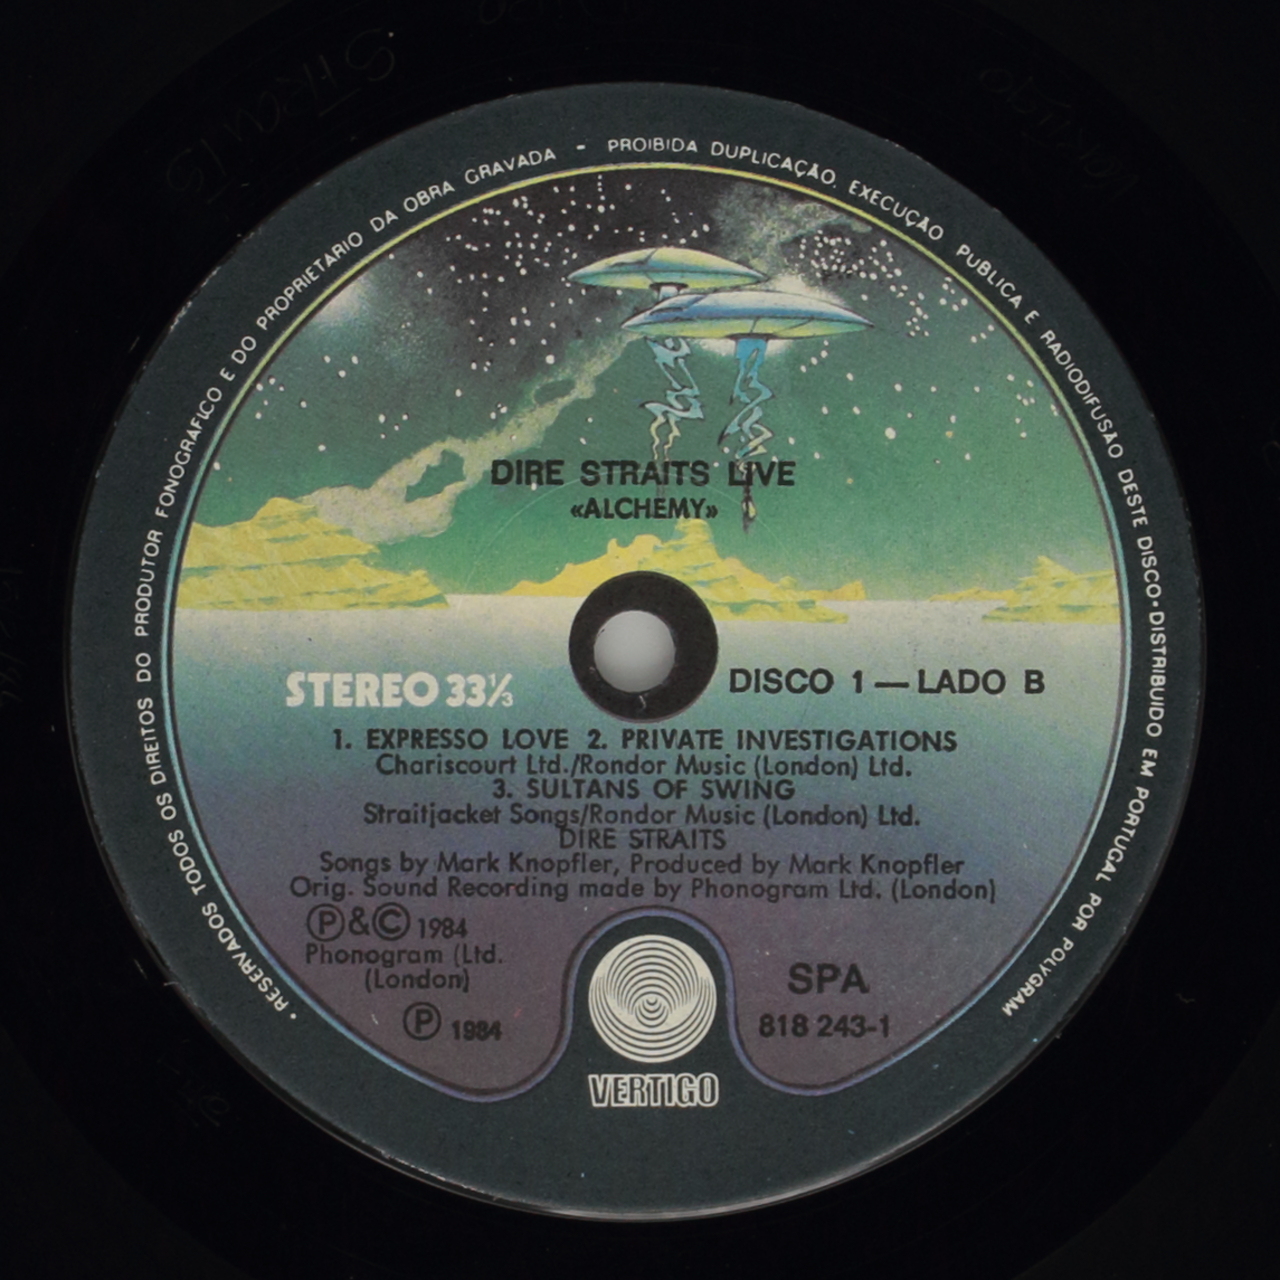 • RESERVADOS TODOS OS DIREITOS DO PRODUTOR FONOGRAFICO E DO PROPRIETARIO DA OBRA GRAVADA - PROIBIDA DUPLICAÇÃO, EXECUÇÃO PUBLICA E RADIODIFUSÃO DESTE DISCO•DISTRIBUIDO EM PORTUGAL POR POLYGRAM
DIRE STRAITS LIVE
«ALCHEMY»
STEREO 33⅓
DISCO 1 — LADO B
1. EXPRESSO LOVE 2. PRIVATE INVESTIGATIONS
Chariscourt Ltd./Rondor Music (London) Ltd.
3. SULTANS OF SWING
Straitjacket Songs/Rondor Music (London) Ltd.
DIRE STRAITS
Songs by Mark Knopfler, Produced by Mark Knopfler
Orig. Sound Recording made by Phonogram Ltd. (London)
Ⓟ&Ⓒ 1984
Phonogram (Ltd.
(London)
Ⓟ 1984
SPA
818 243-1
VERTIGO